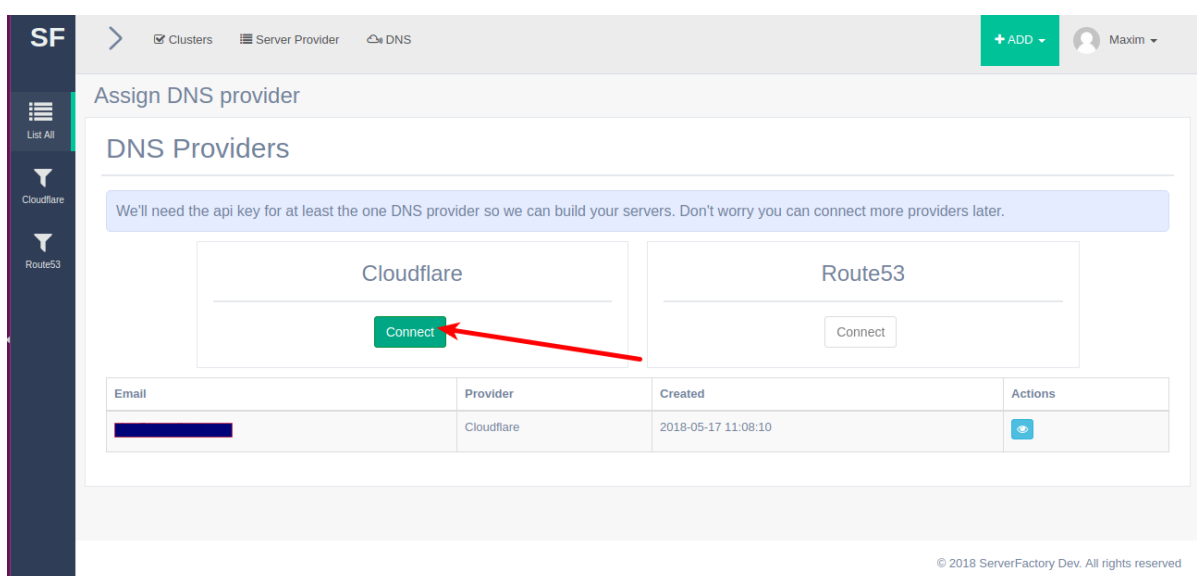 SF
Clusters
Server Provider
DNS
+ ADD
Maxim
List All
Cloudflare
Route53
Assign DNS provider
DNS Providers
We'll need the api key for at least the one DNS provider so we can build your servers. Don't worry you can connect more providers later.
Cloudflare
Connect
Route53
Connect
Email Provider Created Actions
Cloudflare 2018-05-17 11:08:10
© 2018 ServerFactory Dev. All rights reserved